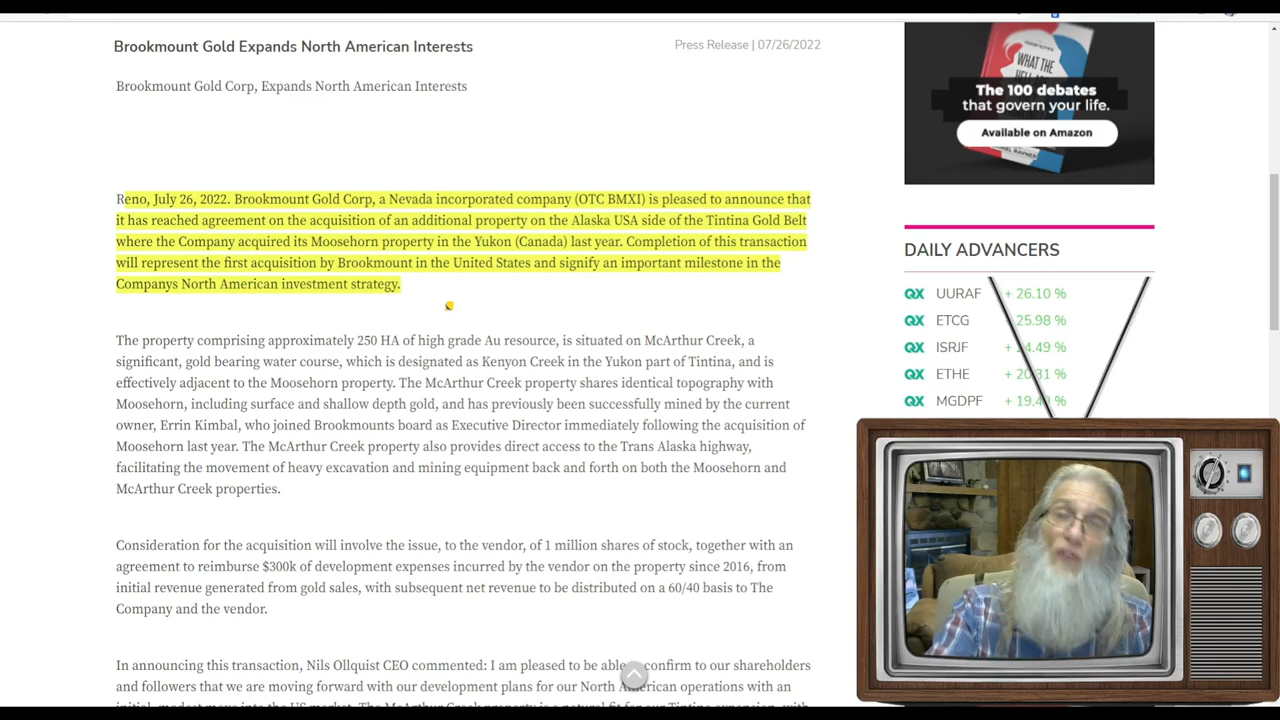 Brookmount Gold Expands North American Interests
Press Release | 07/26/2022
Brookmount Gold Corp, Expands North American Interests
Reno, July 26, 2022. Brookmount Gold Corp, a Nevada incorporated company (OTC BMXI) is pleased to announce that
it has reached agreement on the acquisition of an additional property on the Alaska USA side of the Tintina Gold Belt
where the Company acquired its Moosehorn property in the Yukon (Canada) last year. Completion of this transaction
will represent the first acquisition by Brookmount in the United States and signify an important milestone in the
Companys North American investment strategy.
The property comprising approximately 250 HA of high grade Au resource, is situated on McArthur Creek, a
significant, gold bearing water course, which is designated as Kenyon Creek in the Yukon part of Tintina, and is
effectively adjacent to the Moosehorn property. The McArthur Creek property shares identical topography with
Moosehorn, including surface and shallow depth gold, and has previously been successfully mined by the current
owner, Errin Kimbal, who joined Brookmounts board as Executive Director immediately following the acquisition of
Moosehorn last year. The McArthur Creek property also provides direct access to the Trans Alaska highway,
facilitating the movement of heavy excavation and mining equipment back and forth on both the Moosehorn and
McArthur Creek properties.
Consideration for the acquisition will involve the issue, to the vendor, of 1 million shares of stock, together with an
agreement to reimburse $300k of development expenses incurred by the vendor on the property since 2016, from
initial revenue generated from gold sales, with subsequent net revenue to be distributed on a 60/40 basis to The
Company and the vendor.
In announcing this transaction, Nils Ollquist CEO commented: I am pleased to be able confirm to our shareholders
and followers that we are moving forward with our development plans for our North American operations with an
WHAT THE
The 100 debates
that govern your life.
Available on Amazon
DAILY ADVANCERS
QX UURAF + 26.10 %
QX ETCG 25.98 %
QX ISRJF + 4.49 %
QX ETHE + 20.31 %
QX MGDPF + 19.4 %